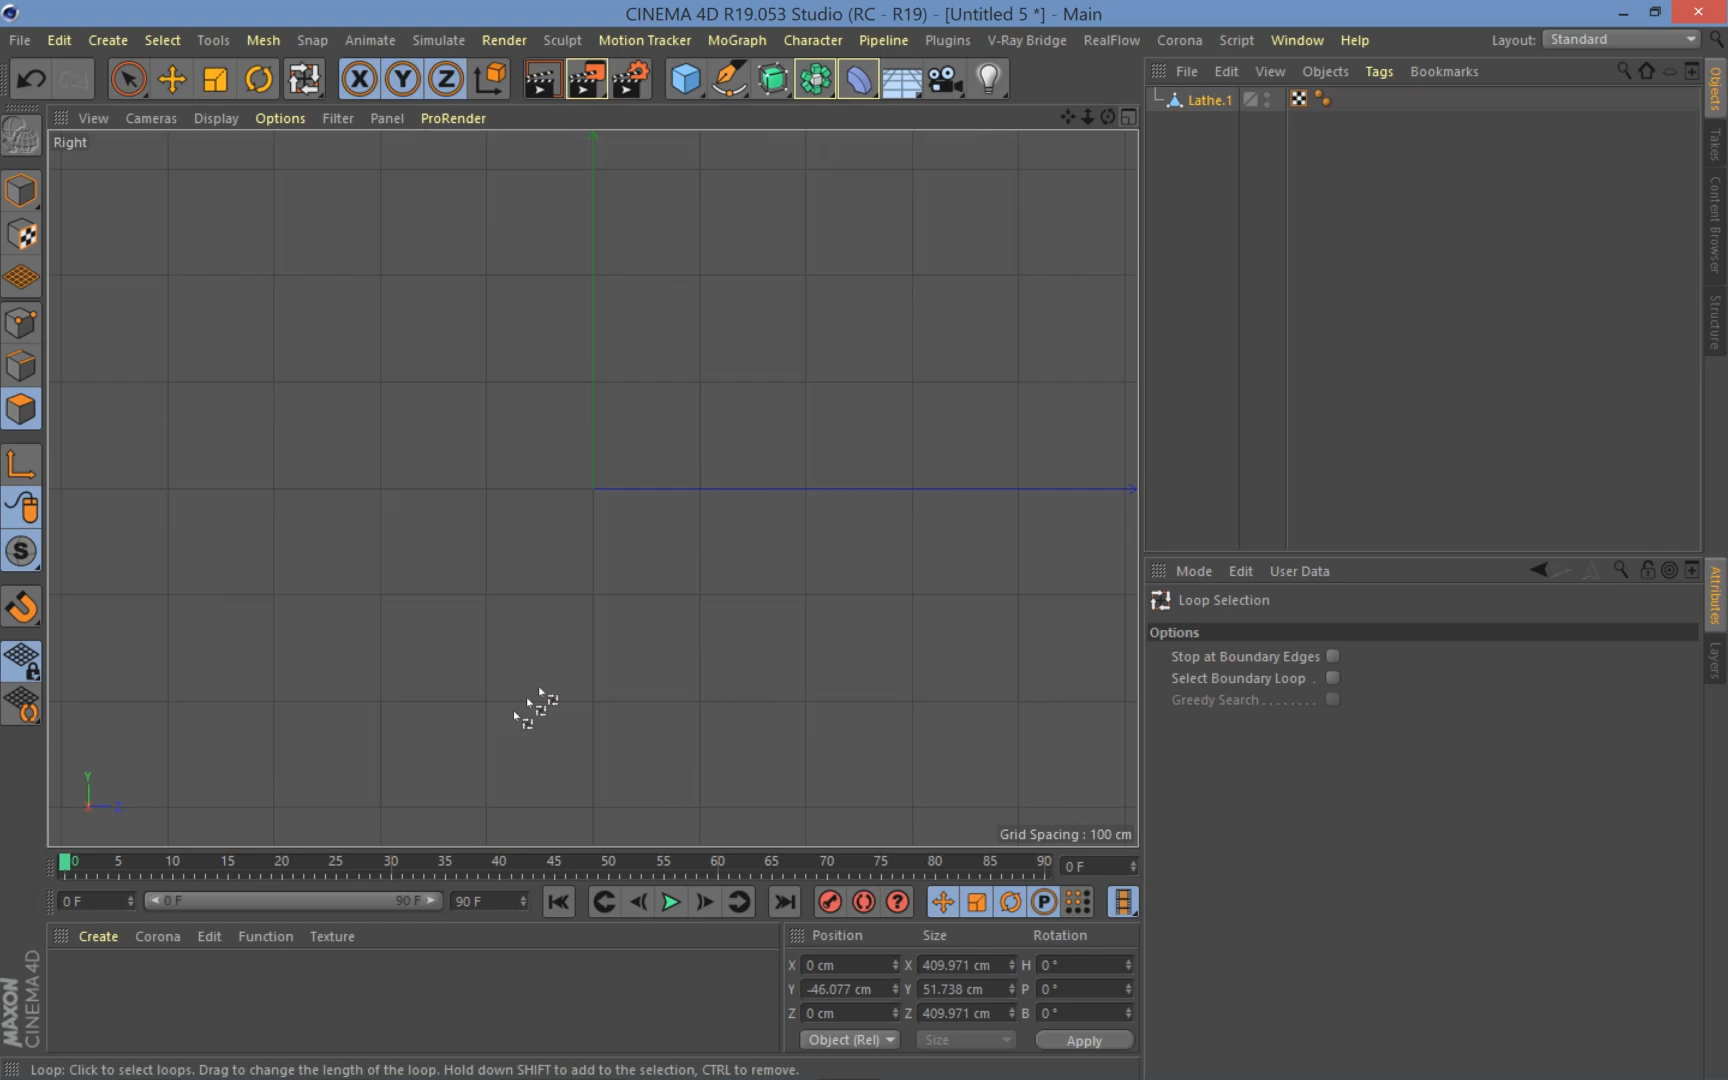 CINEMA 4D R19.053 Studio (RC - R19) - [Untitled 5 *] - Main
File Edit Create Select Tools Mesh Snap Animate Simulate Render Sculpt Motion Tracker MoGraph Character Pipeline Plugins V-Ray Bridge RealFlow Corona Script Window Help Layout: Standard
X Y Z
File Edit View Objects Tags Bookmarks
Lathe.1
View Cameras Display Options Filter Panel ProRender
Right
Objects
Takes
Content Browser
Structure
S
Y
Z
Grid Spacing : 100 cm
Mode Edit User Data
Loop Selection
Options
Stop at Boundary Edges
Select Boundary Loop .
Greedy Search . . . . . . . .
Attributes
Layers
0 5 10 15 20 25 30 35 40 45 50 55 60 65 70 75 80 85 90 0 F
0 F 0 F 90 F 90 F
P
Create Corona Edit Function Texture
Position Size Rotation
X 0 cm X 409.971 cm H 0 °
Y -46.077 cm Y 51.738 cm P 0 °
Z 0 cm Z 409.971 cm B 0 °
Object (Rel) Size Apply
MAXON
CINEMA 4D
Loop: Click to select loops. Drag to change the length of the loop. Hold down SHIFT to add to the selection, CTRL to remove.